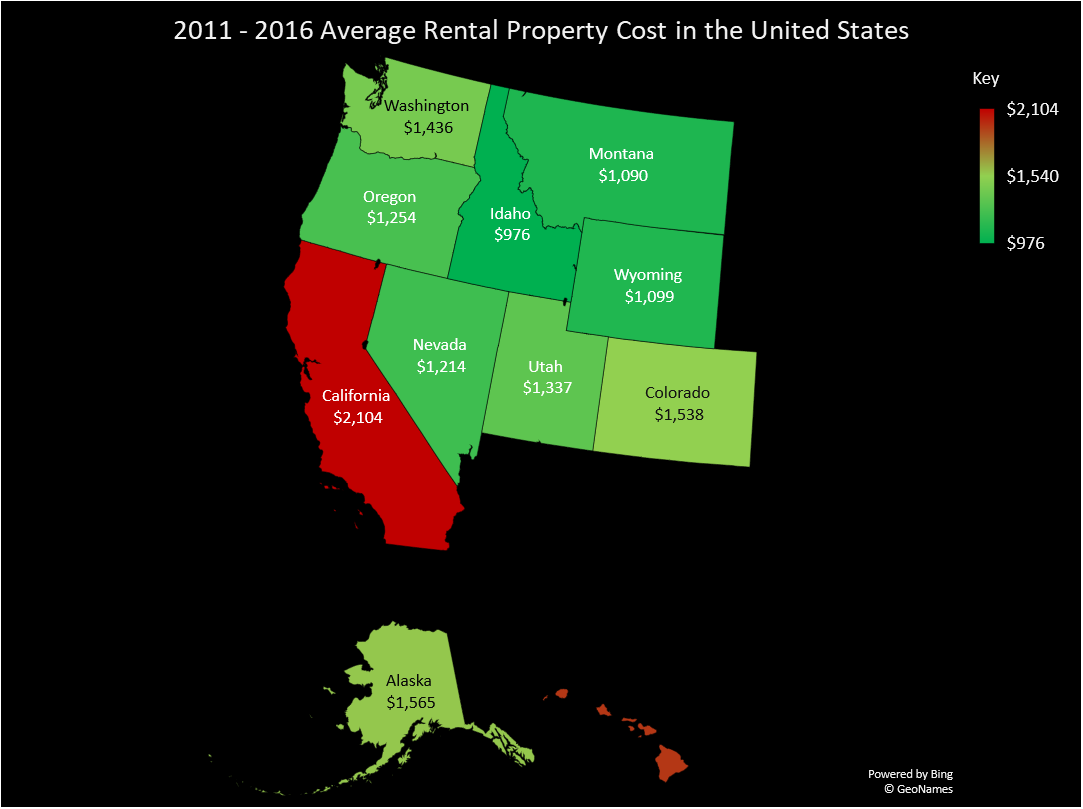 2011 - 2016 Average Rental Property Cost in the United States
Key
$2,104
$1,540
$976
Washington
$1,436
Montana
$1,090
Oregon
$1,254
Idaho
$976
Wyoming
$1,099
Nevada
$1,214
Utah
$1,337
Colorado
$1,538
California
$2,104
Alaska
$1,565
Powered by Bing
© GeoNames